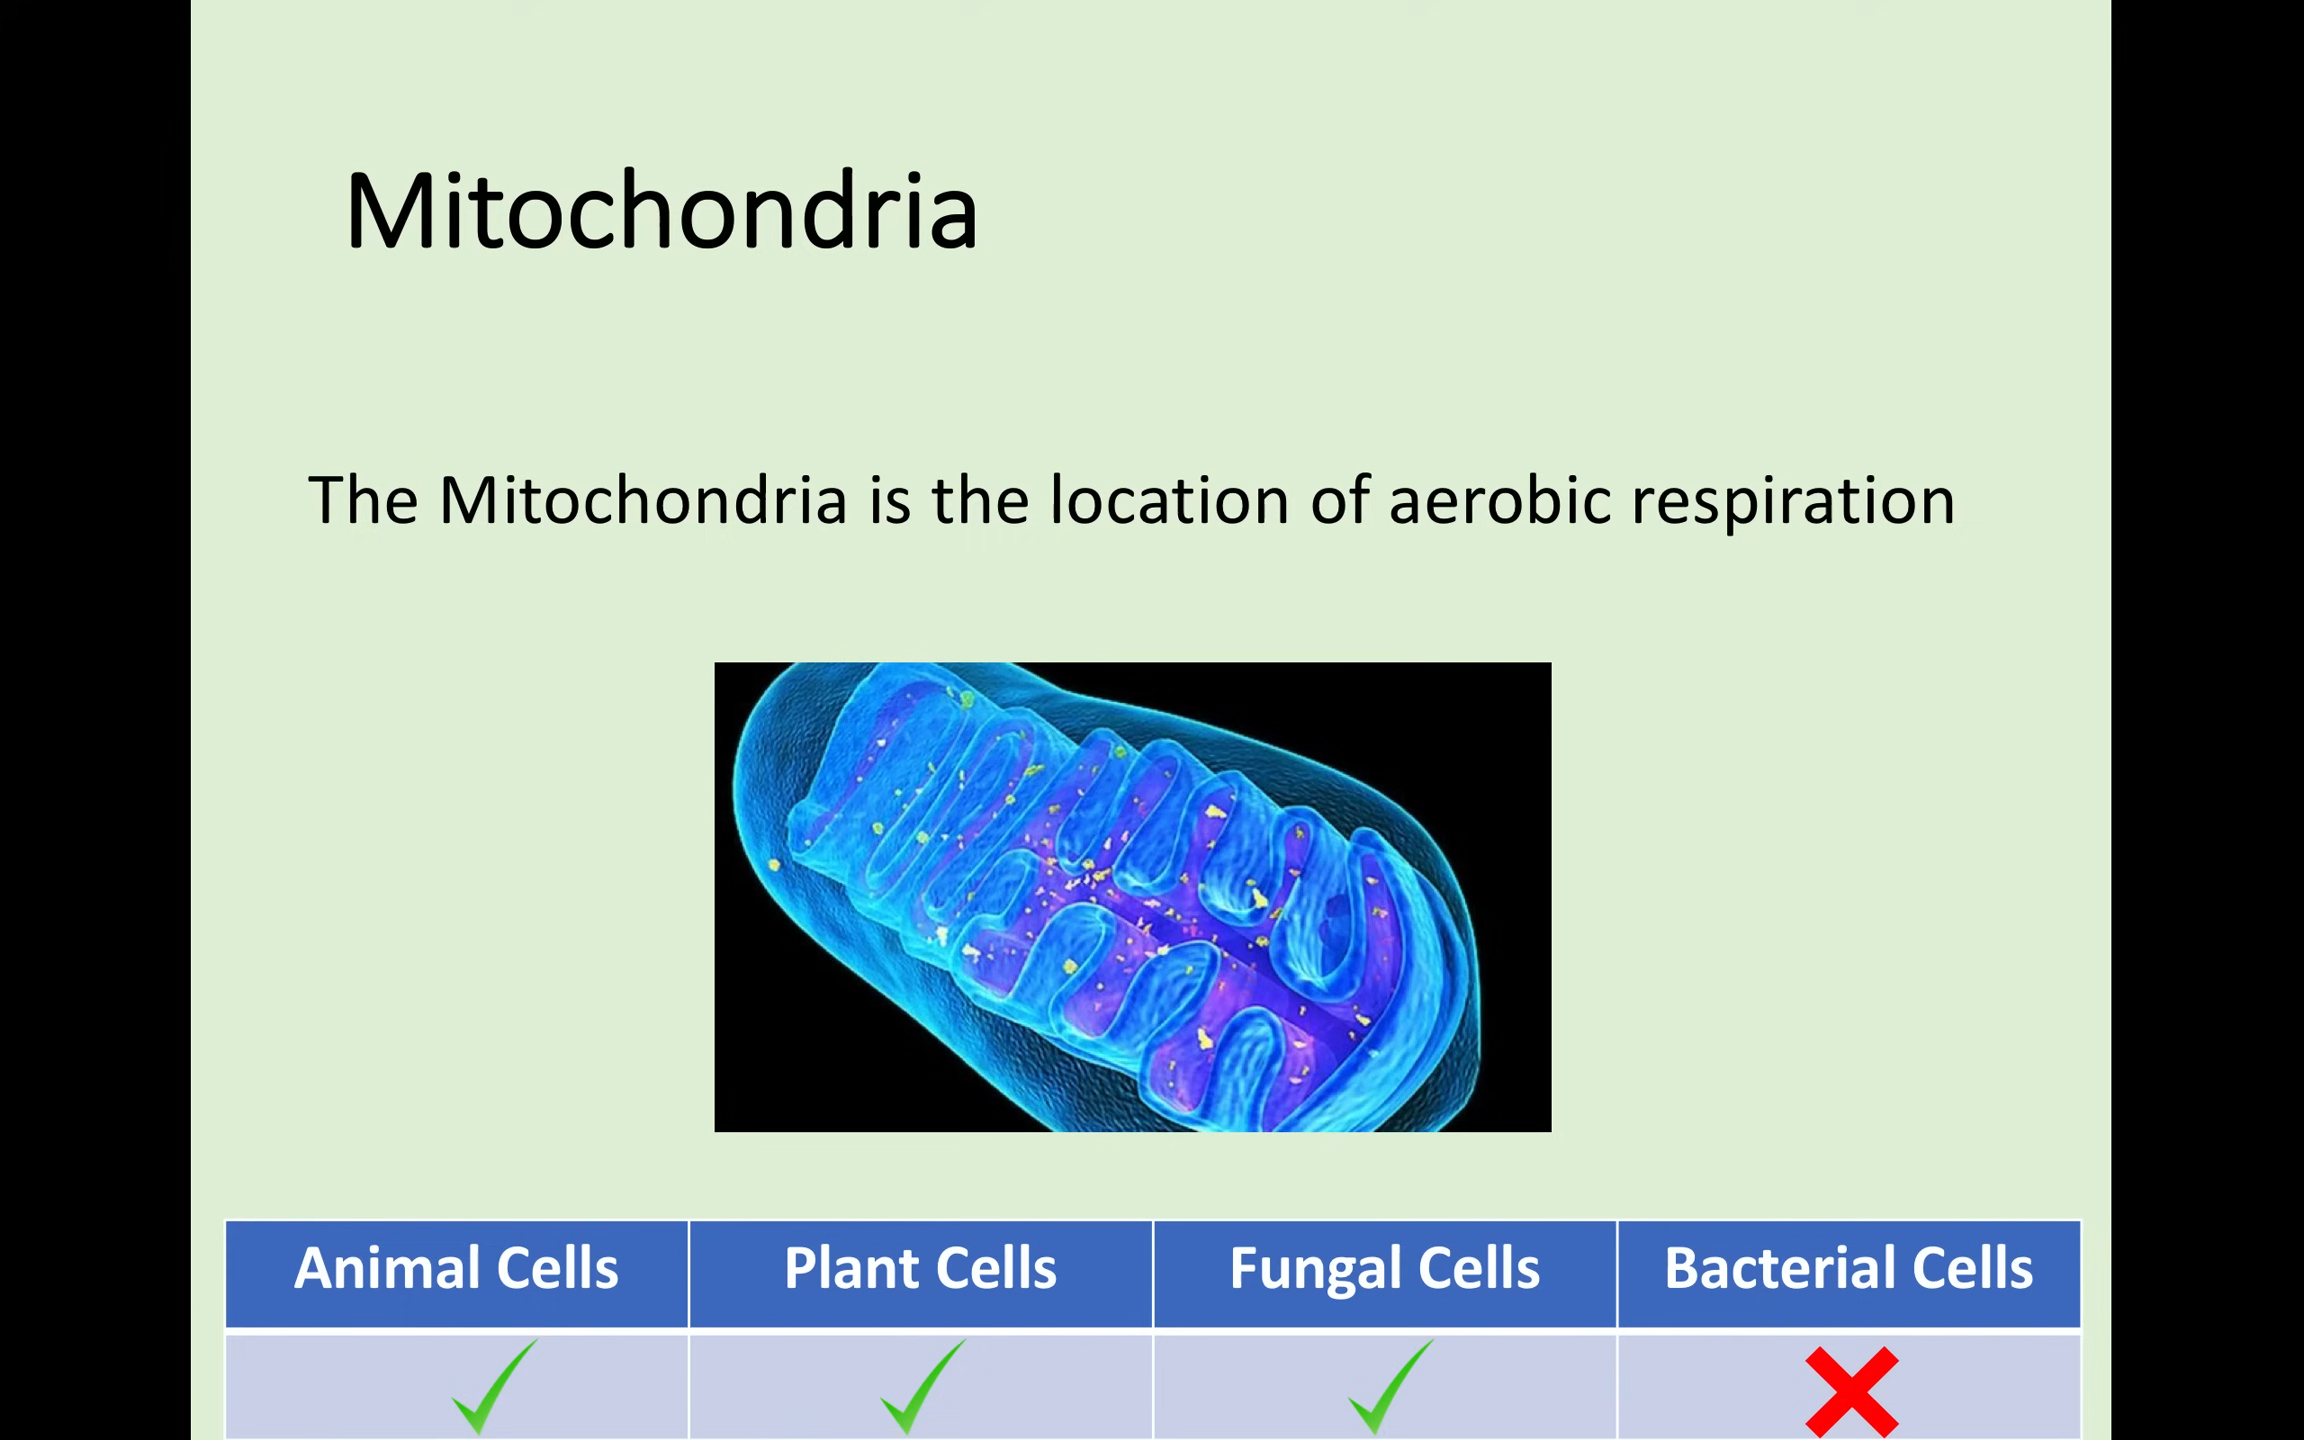 Mitochondria
The Mitochondria is the location of aerobic respiration
Animal Cells
Plant Cells
Fungal Cells
Bacterial Cells